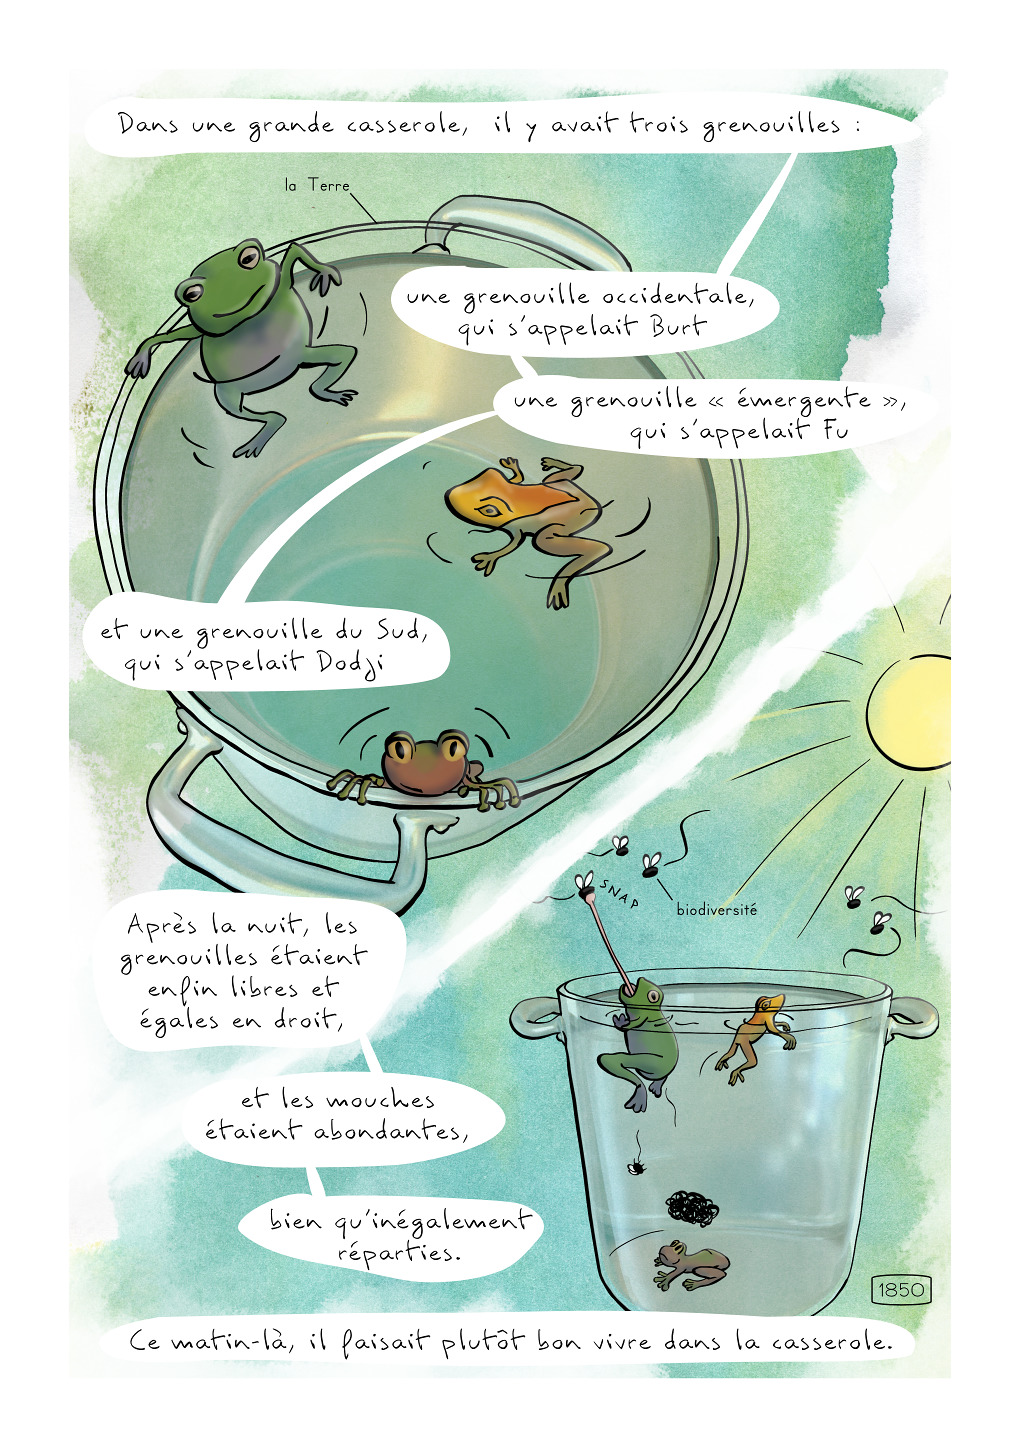 Dans une grande casserole, il y avait trois grenouilles :
la Terre
une grenouille occidentale,
qui s'appelait Burt
une grenouille « émergente »,
qui s'appelait Fu
et une grenouille du Sud,
qui s'appelait Dodji
SNAP
biodiversité
Après la nuit, les
grenouilles étaient
enfin libres et
égales en droit,
et les mouches
étaient abondantes,
bien qu'inégalement
réparties.
1850
Ce matin-là, il faisait plutôt bon vivre dans la casserole.